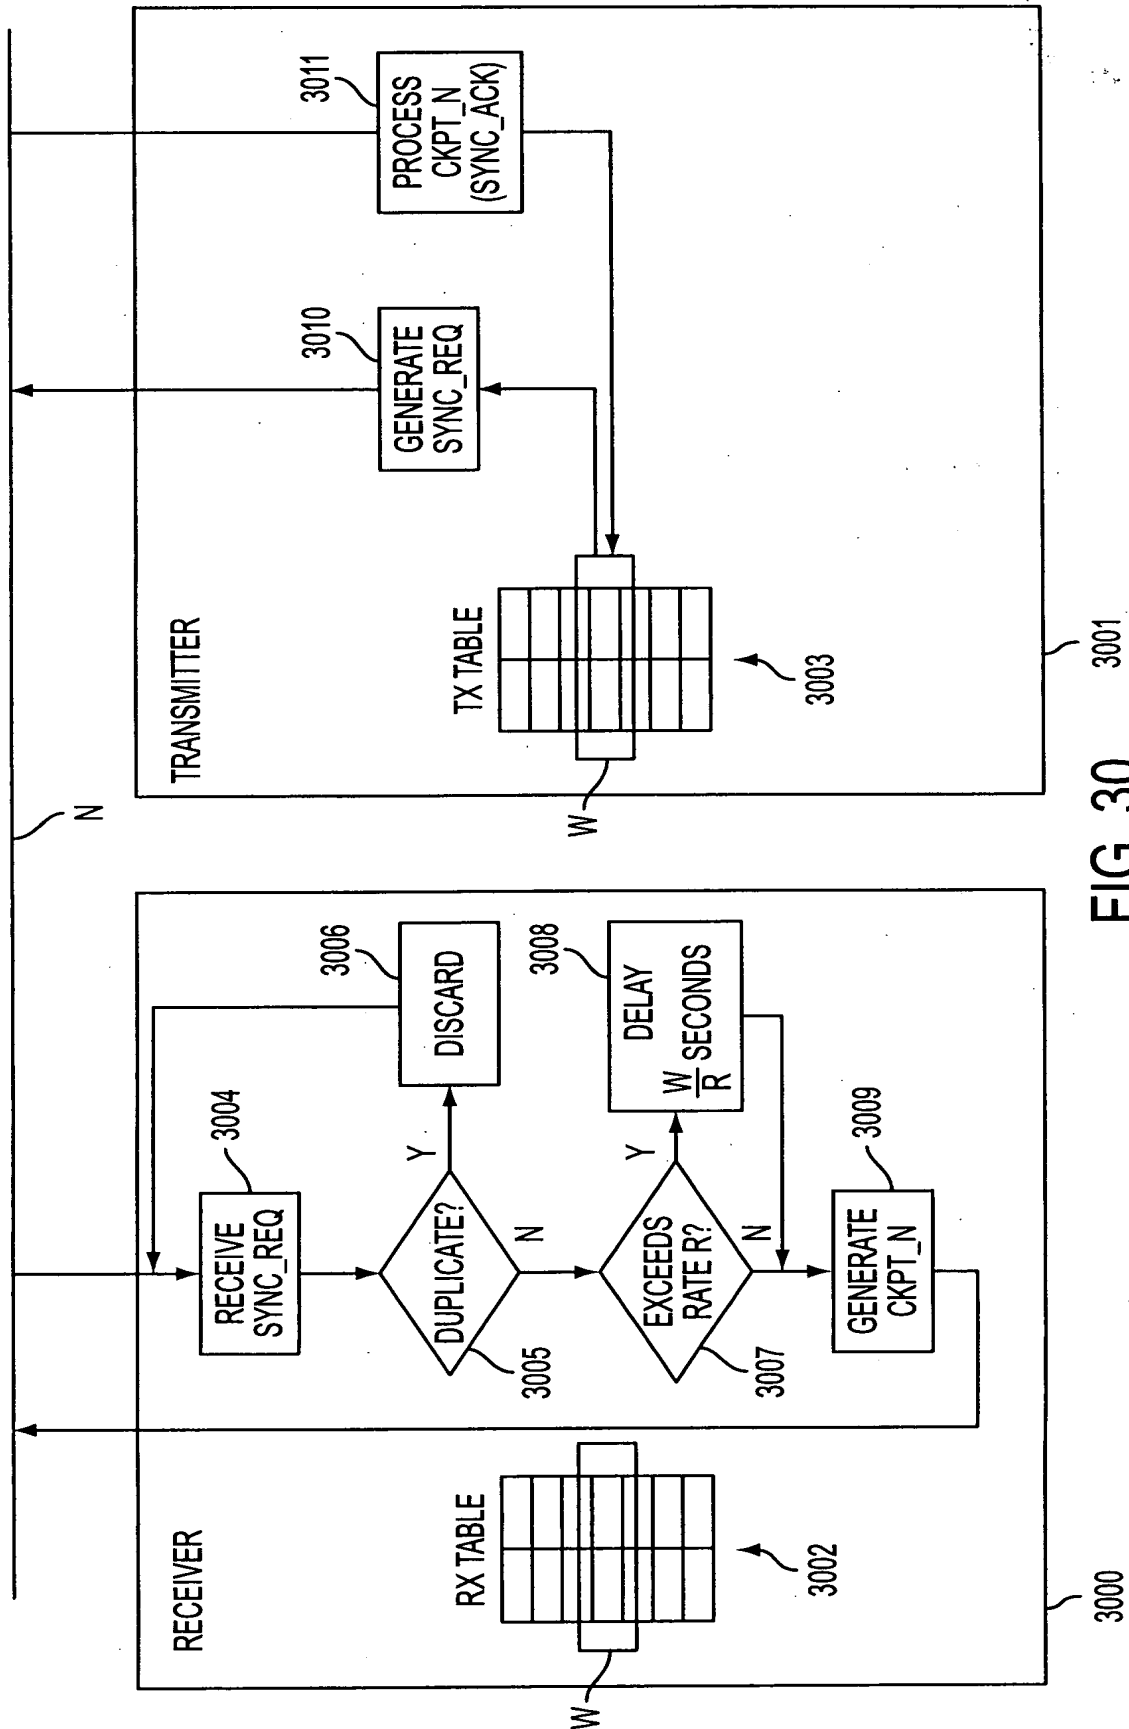 N
RECEIVER
RX TABLE
W
3002
3004
RECEIVE
SYNC_REQ
DUPLICATE?
3005
Y
N
3006
DISCARD
EXCEEDS
RATE R?
3007
Y
N
3008
DELAY
W
R
SECONDS
3009
GENERATE
CKPT_N
3000
TRANSMITTER
TX TABLE
W
3003
3010
GENERATE
SYNC_REQ
3011
PROCESS
CKPT_N
(SYNC_ACK)
3001
FIG. 30